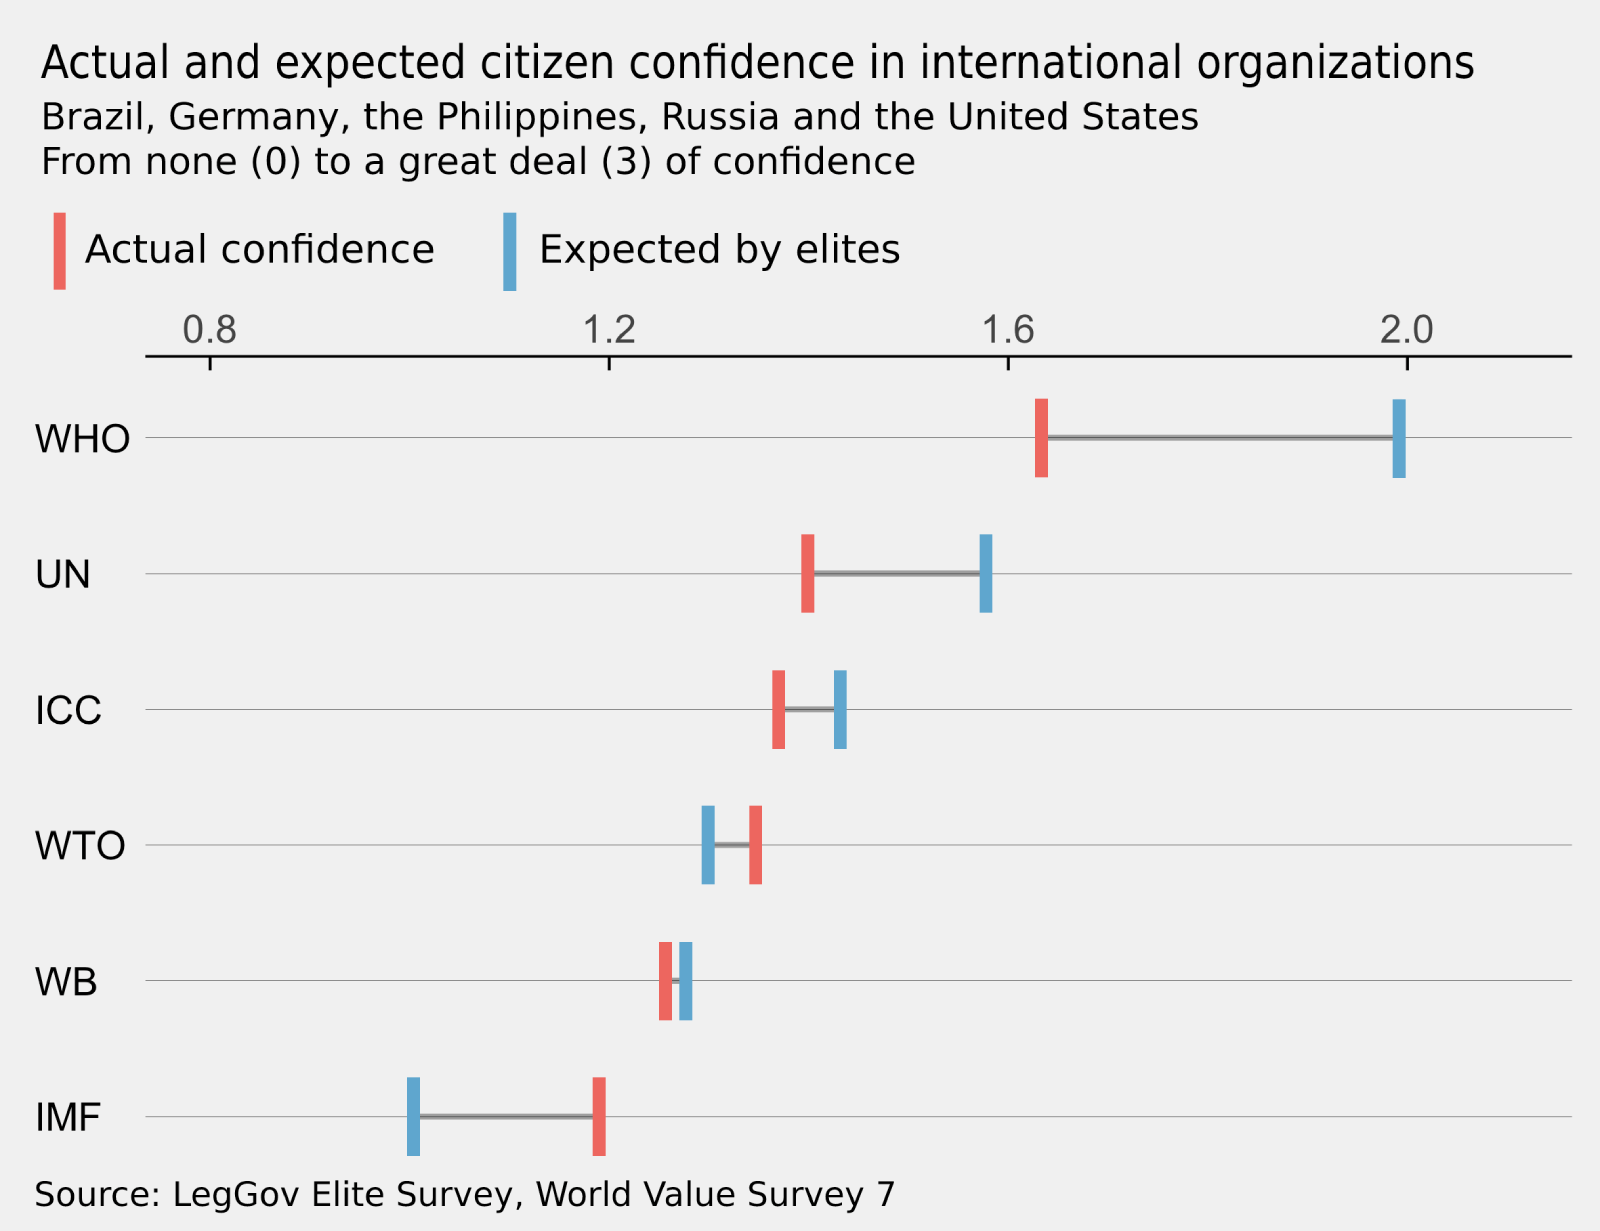 Actual and expected citizen confidence in international organizations
Brazil, Germany, the Philippines, Russia and the United States
From none (0) to a great deal (3) of confidence
Actual confidence Expected by elites
0.8 1.2 1.6 2.0
WHO
UN
ICC
WTO
WB
IMF
Source: LegGov Elite Survey, World Value Survey 7